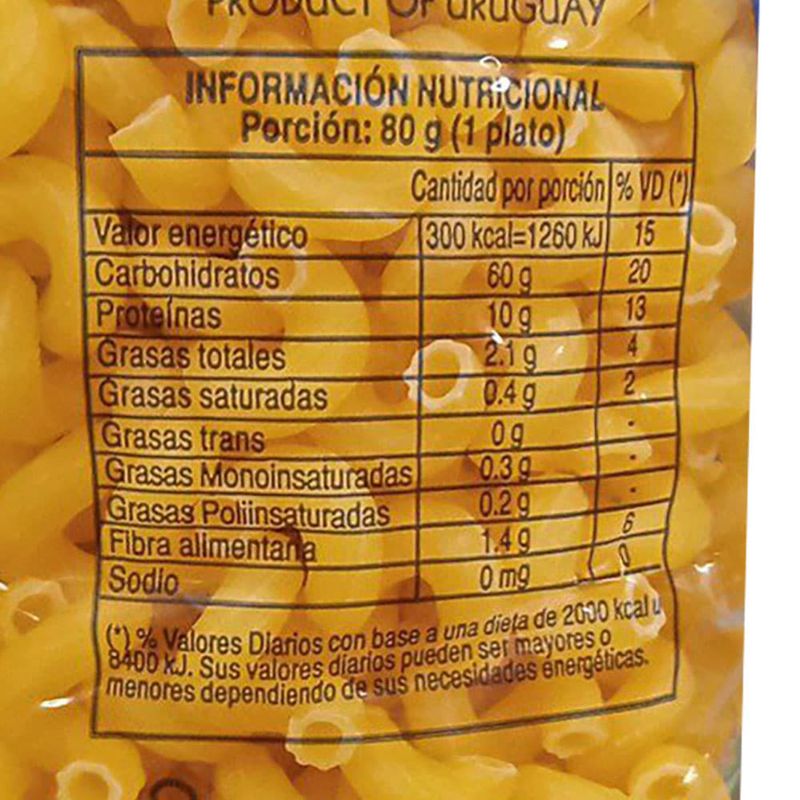 PRODUCT OF URUGUAY
INFORMACIÓN NUTRICIONAL
Porción: 80 g (1 plato)
Cantidad por porción % VD (*)
Valor energético 300 kcal=1260 kJ 15
Carbohidratos 60 g 20
Proteínas 10 g 13
Grasas totales 2.1 g 4
Grasas saturadas 0.4 g 2
Grasas trans 0 g -
Grasas Monoinsaturadas 0.3 g -
Grasas Poliinsaturadas 0.2 g -
Fibra alimentaria 1.4 g 6
Sodio 0 mg 0
(*) % Valores Diarios con base a una dieta de 2000 kcal u
8400 kJ. Sus valores diarios pueden ser mayores o
menores dependiendo de sus necesidades energéticas.